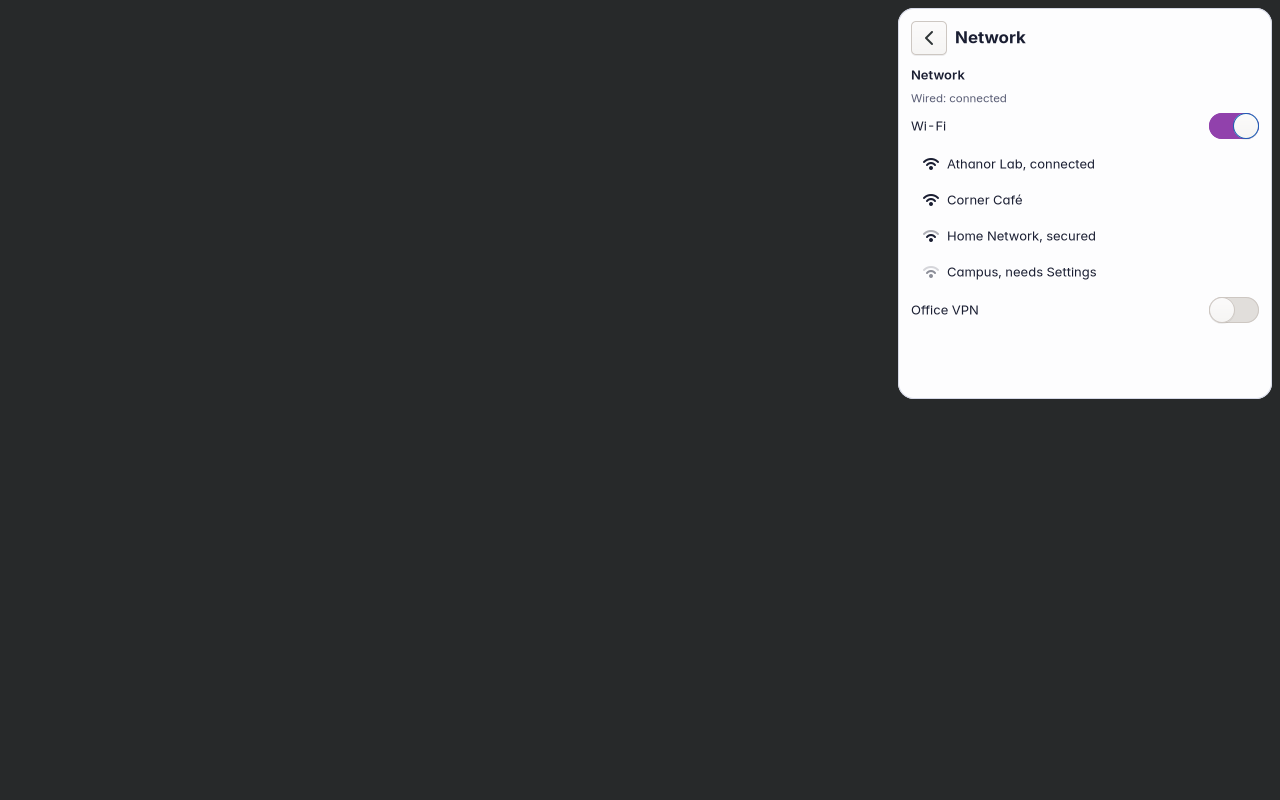 Network
Network
Wired: connected
Wi-Fi
Athanor Lab, connected
Corner Café
Home Network, secured
Campus, needs Settings
Office VPN